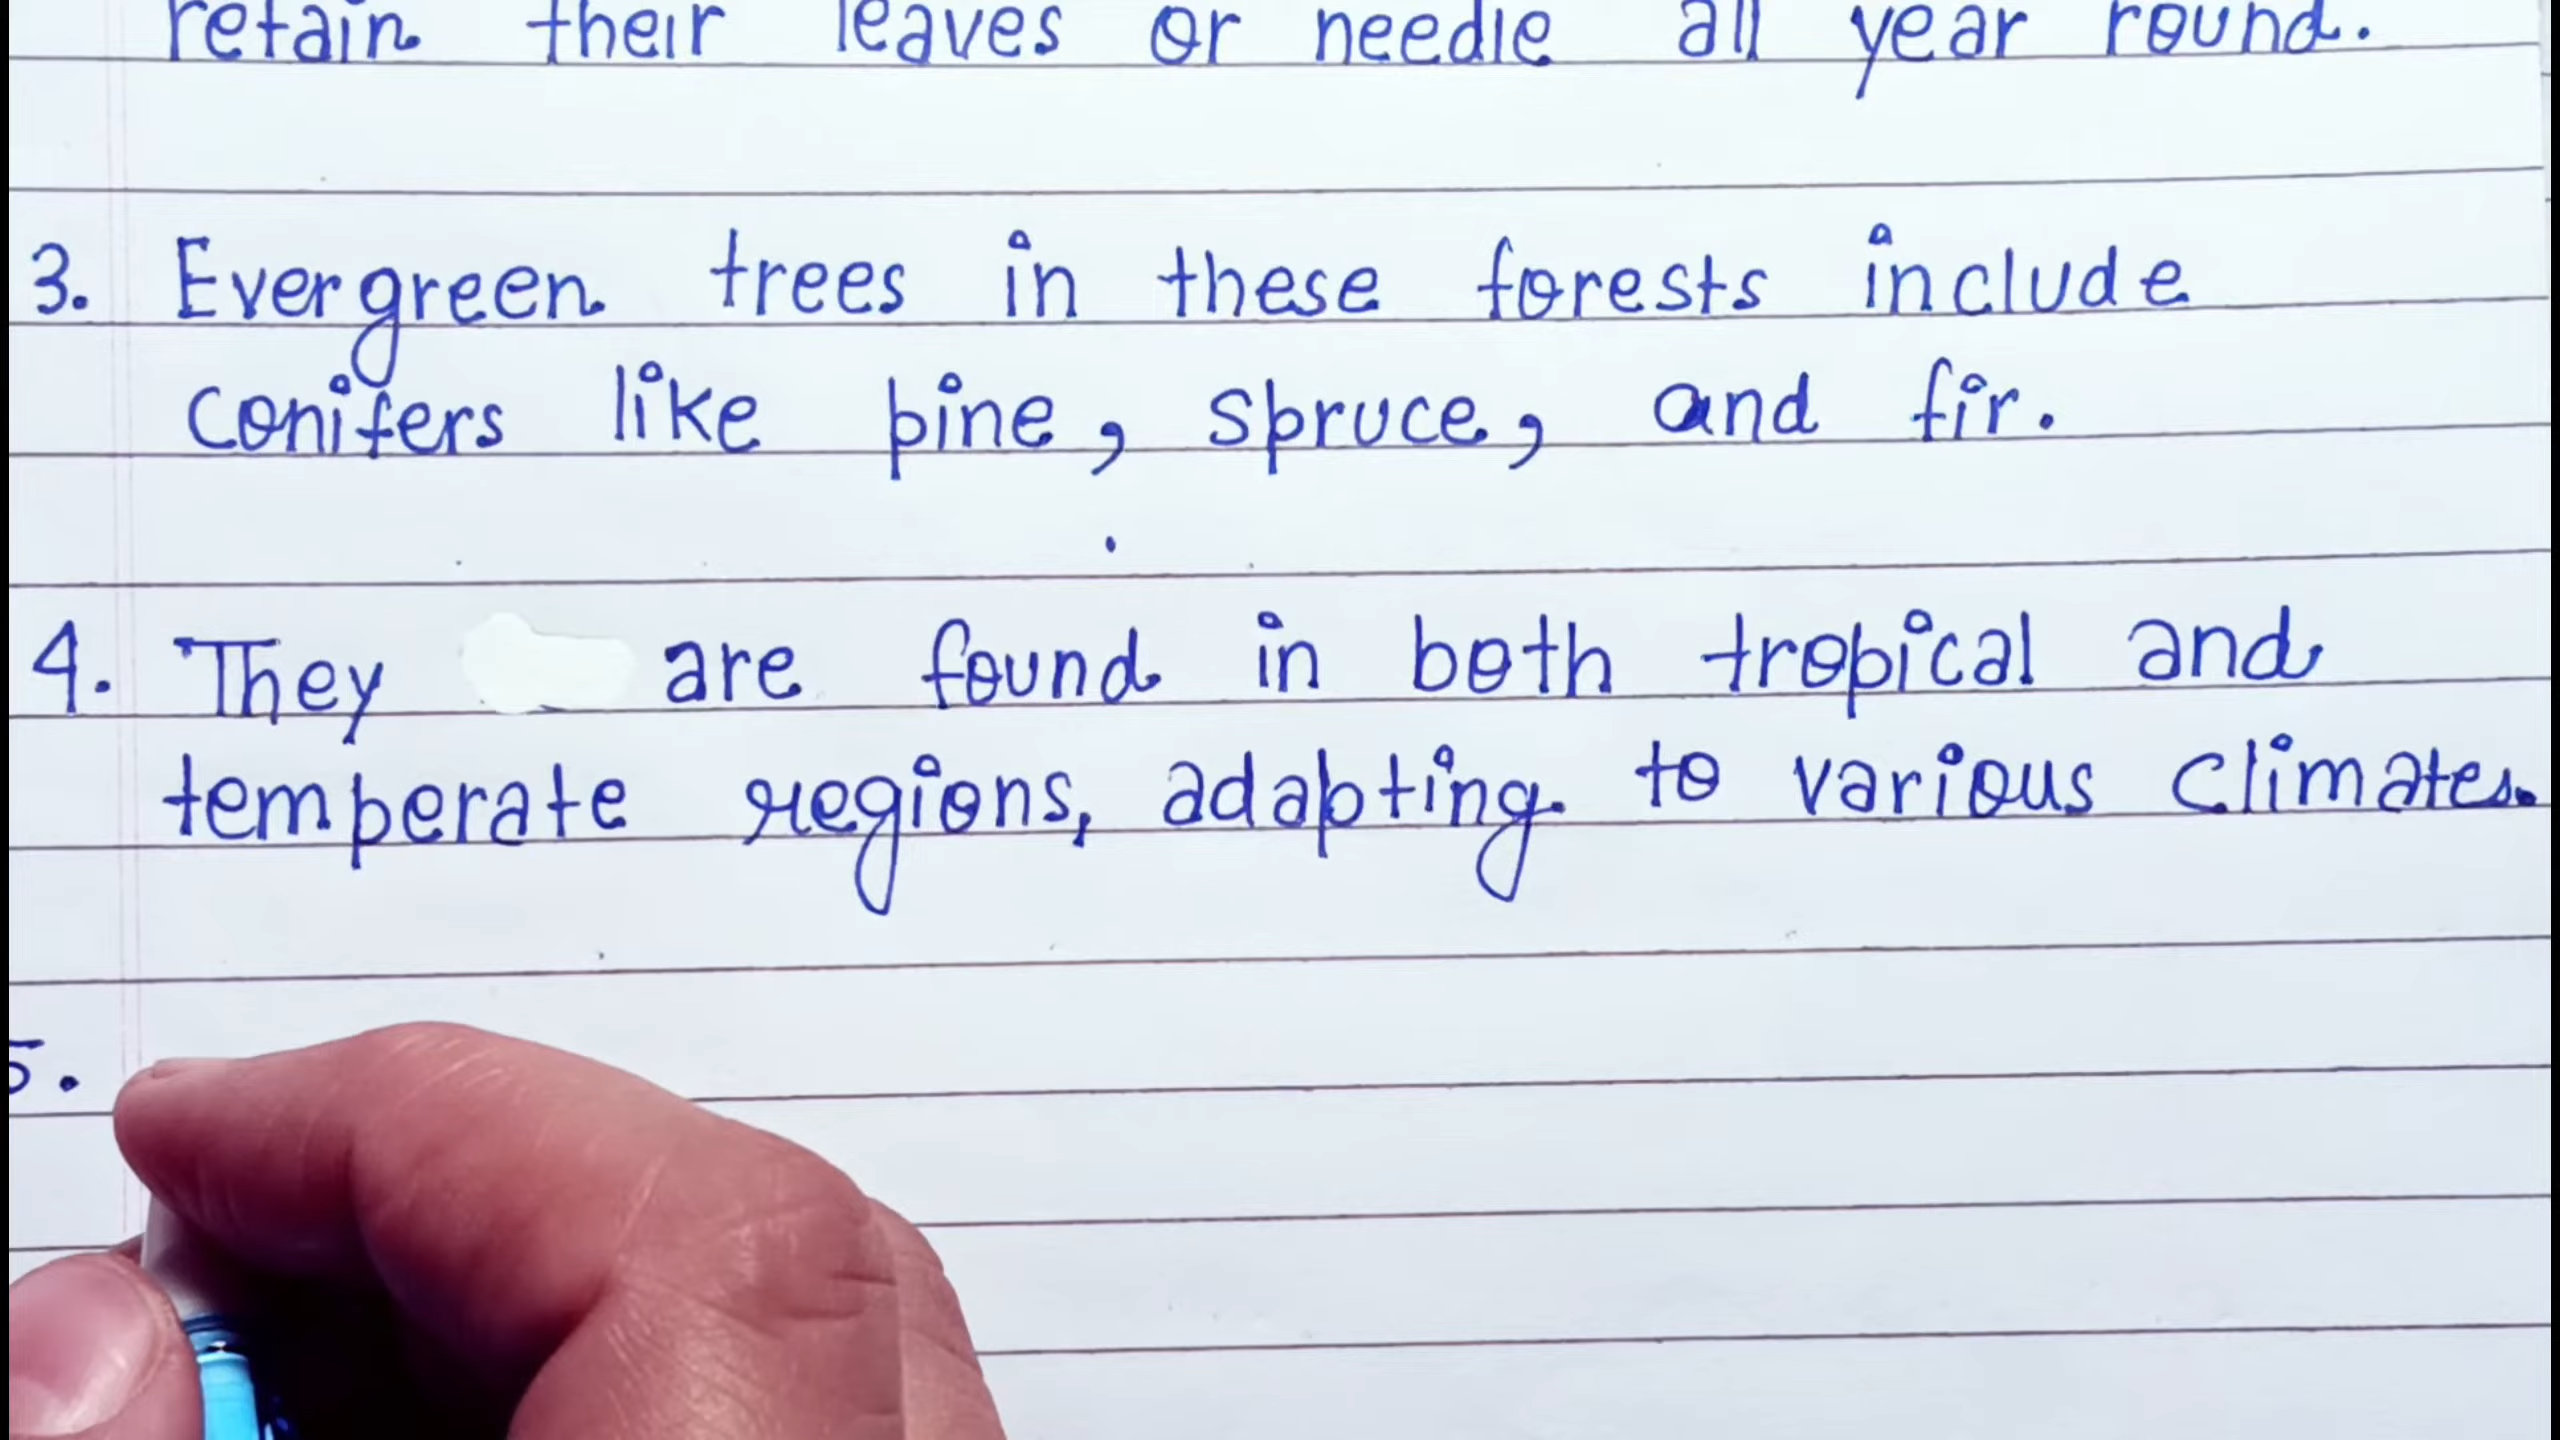 retain their leaves or needle all year round.
3. Evergreen trees in these forests include
conifers like pine, spruce, and fir.
4. They are found in both tropical and
temperate regions, adapting to various climates.
5.